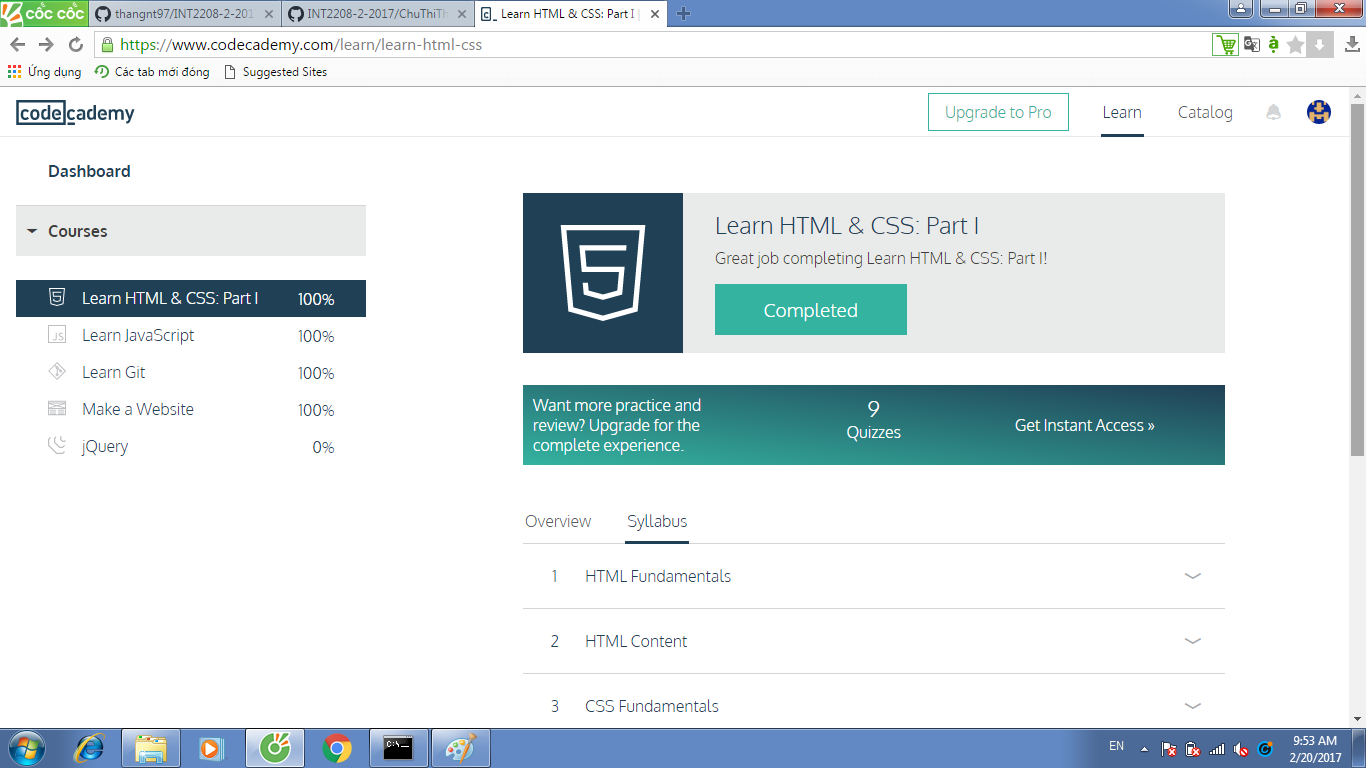 cốc cốc
thangnt97/INT2208-2-201
INT2208-2-2017/ChuThiTh
Learn HTML & CSS: Part I
https://www.codecademy.com/learn/learn-html-css
Ứng dụng
Các tab mới đóng
Suggested Sites
codecademy
Upgrade to Pro
Learn
Catalog
Dashboard
Courses
Learn HTML & CSS: Part I 100%
Learn JavaScript 100%
Learn Git 100%
Make a Website 100%
jQuery 0%
Learn HTML & CSS: Part I
Great job completing Learn HTML & CSS: Part I!
Completed
Want more practice and
review? Upgrade for the
complete experience.
9
Quizzes
Get Instant Access »
Overview
Syllabus
1 HTML Fundamentals
2 HTML Content
3 CSS Fundamentals
EN
9:53 AM
2/20/2017